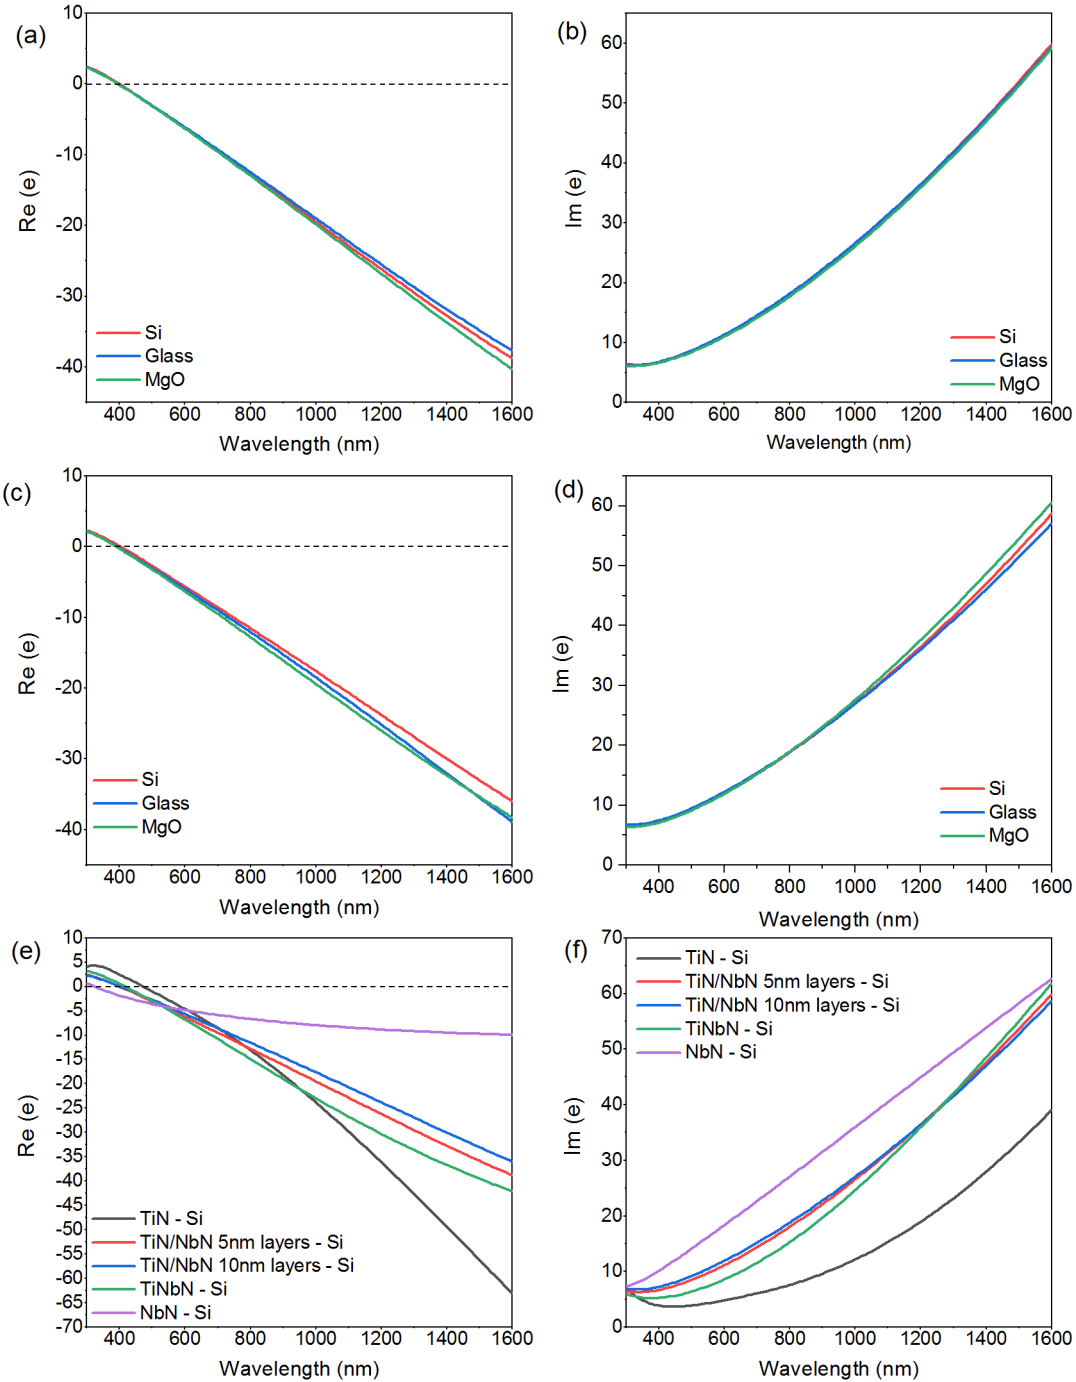 (a)
10
0
-10
-20
-30
-40
Re (e)
Si
Glass
MgO
400 600 800 1000 1200 1400 1600
Wavelength (nm)
(b)
60
50
40
30
20
10
0
Im (e)
Si
Glass
MgO
400 600 800 1000 1200 1400 1600
Wavelength (nm)
(c)
10
0
-10
-20
-30
-40
Re (e)
Si
Glass
MgO
400 600 800 1000 1200 1400 1600
Wavelength (nm)
(d)
60
50
40
30
20
10
0
Im (e)
Si
Glass
MgO
400 600 800 1000 1200 1400 1600
Wavelength (nm)
(e)
10
5
0
-5
-10
-15
-20
-25
-30
-35
-40
-45
-50
-55
-60
-65
-70
Re (e)
TiN - Si
TiN/NbN 5nm layers - Si
TiN/NbN 10nm layers - Si
TiNbN - Si
NbN - Si
400 600 800 1000 1200 1400 1600
Wavelength (nm)
(f)
70
60
50
40
30
20
10
0
Im (e)
TiN - Si
TiN/NbN 5nm layers - Si
TiN/NbN 10nm layers - Si
TiNbN - Si
NbN - Si
400 600 800 1000 1200 1400 1600
Wavelength (nm)